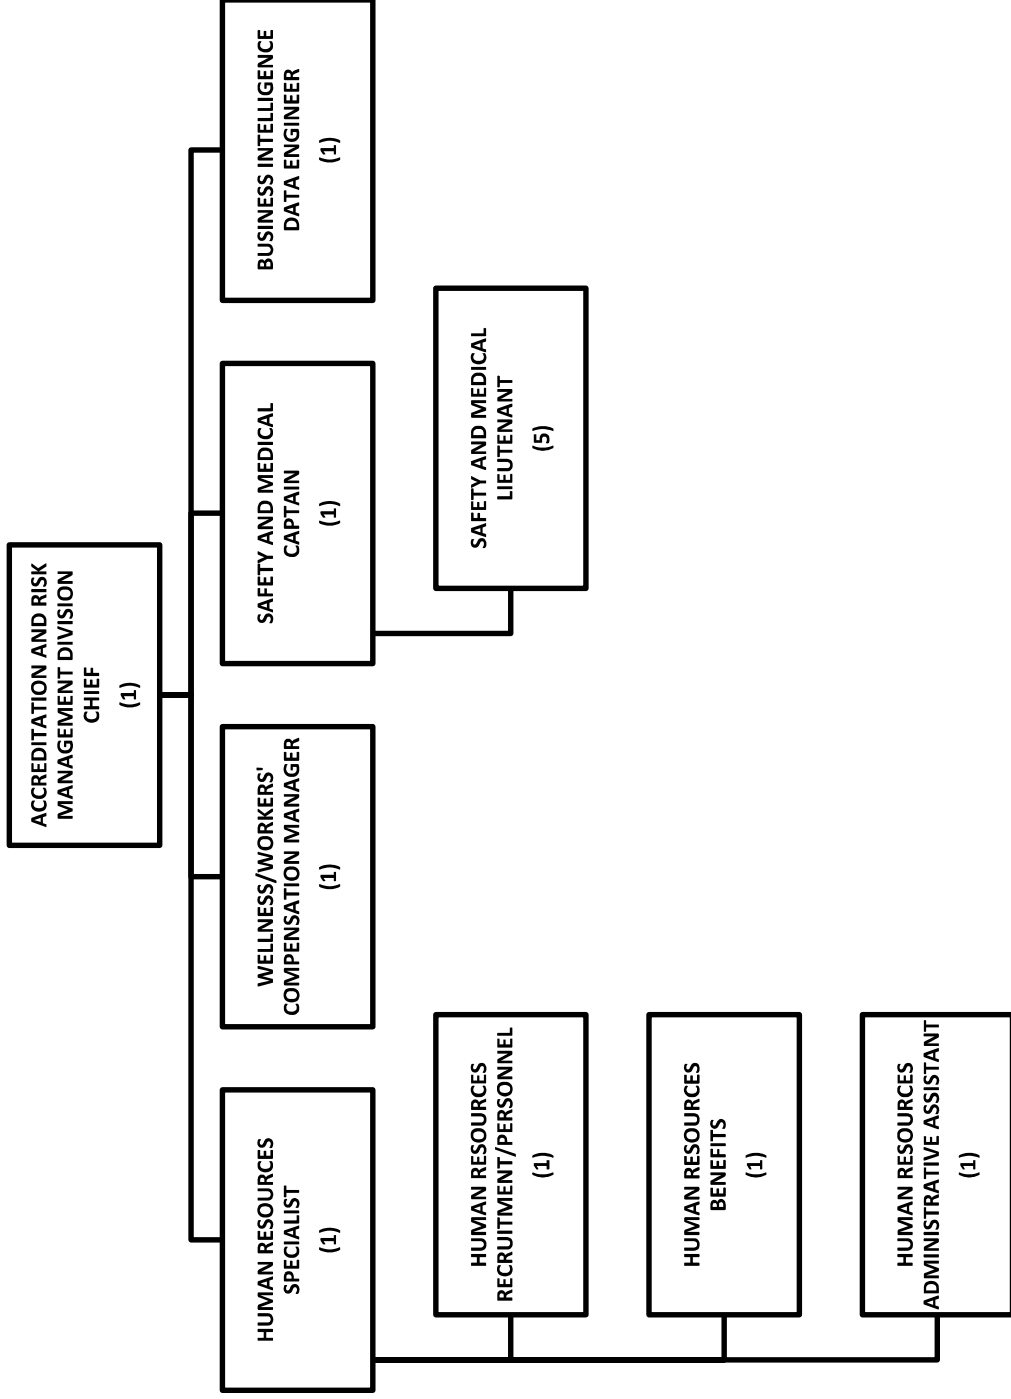 ACCREDITATION AND RISK
MANAGEMENT DIVISION
CHIEF
(1)
HUMAN RESOURCES
SPECIALIST
(1)
WELLNESS/WORKERS'
COMPENSATION MANAGER
(1)
SAFETY AND MEDICAL
CAPTAIN
(1)
BUSINESS INTELLIGENCE
DATA ENGINEER
(1)
HUMAN RESOURCES
RECRUITMENT/PERSONNEL
(1)
SAFETY AND MEDICAL
LIEUTENANT
(5)
HUMAN RESOURCES
BENEFITS
(1)
HUMAN RESOURCES
ADMINISTRATIVE ASSISTANT
(1)